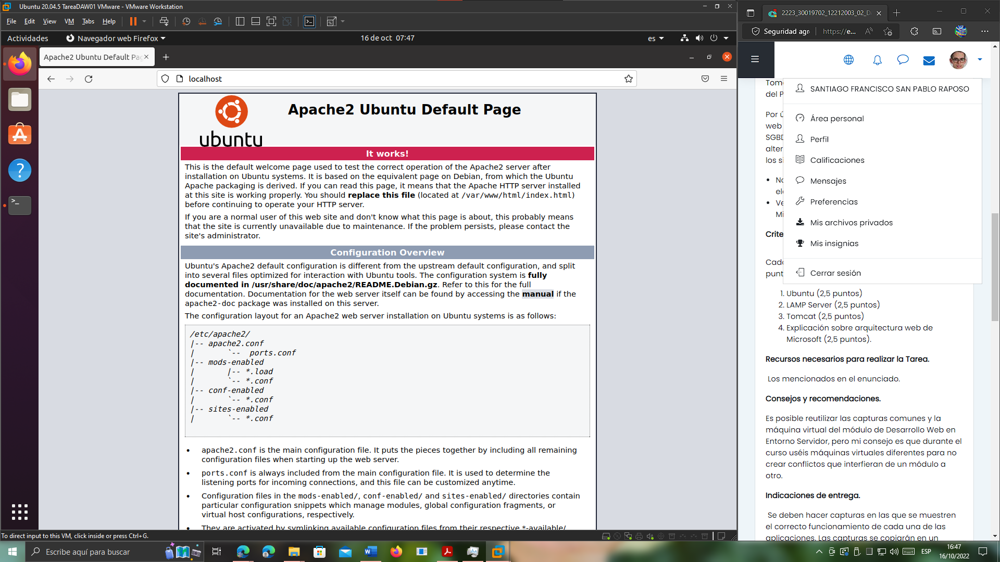 Ubuntu 20.04.5 TareaDAW01 VMware - VMware Workstation
File Edit View VM Tabs Help
Actividades
Navegador web Firefox
16 de oct 07:47
es
Apache2 Ubuntu Default Pag
localhost
ubuntu
Apache2 Ubuntu Default Page
It works!
This is the default welcome page used to test the correct operation of the Apache2 server after
installation on Ubuntu systems. It is based on the equivalent page on Debian, from which the Ubuntu
Apache packaging is derived. If you can read this page, it means that the Apache HTTP server installed
at this site is working properly. You should replace this file (located at /var/www/html/index.html)
before continuing to operate your HTTP server.
If you are a normal user of this web site and don't know what this page is about, this probably means
that the site is currently unavailable due to maintenance. If the problem persists, please contact the
site's administrator.
Configuration Overview
Ubuntu's Apache2 default configuration is different from the upstream default configuration, and split
into several files optimized for interaction with Ubuntu tools. The configuration system is fully
documented in /usr/share/doc/apache2/README.Debian.gz. Refer to this for the full
documentation. Documentation for the web server itself can be found by accessing the manual if the
apache2-doc package was installed on this server.
The configuration layout for an Apache2 web server installation on Ubuntu systems is as follows:
/etc/apache2/
|-- apache2.conf
|       `--  ports.conf
|-- mods-enabled
|       |-- *.load
|       `-- *.conf
|-- conf-enabled
|       `-- *.conf
|-- sites-enabled
|       `-- *.conf
• apache2.conf is the main configuration file. It puts the pieces together by including all remaining
configuration files when starting up the web server.
• ports.conf is always included from the main configuration file. It is used to determine the
listening ports for incoming connections, and this file can be customized anytime.
• Configuration files in the mods-enabled/, conf-enabled/ and sites-enabled/ directories contain
particular configuration snippets which manage modules, global configuration fragments, or
virtual host configurations, respectively.
• They are activated by symlinking available configuration files from their respective *-available/
To direct input to this VM, click inside or press Ctrl+G.
2223_30019702_12212003_02_D
Seguridad agre
https://e...
Tom
del P
Por ú
web
SGBD
alter
los si
• No
ele
• Ve
Mi
Crite
Cada
punt
SANTIAGO FRANCISCO SAN PABLO RAPOSO
Área personal
Perfil
Calificaciones
Mensajes
Preferencias
Mis archivos privados
Mis insignias
Cerrar sesión
1. Ubuntu (2,5 puntos)
2. LAMP Server (2,5 puntos)
3. Tomcat (2,5 puntos)
4. Explicación sobre arquitectura web de
Microsoft (2,5 puntos).
Recursos necesarios para realizar la Tarea.
Los mencionados en el enunciado.
Consejos y recomendaciones.
Es posible reutilizar las capturas comunes y la
máquina virtual del módulo de Desarrollo Web en
Entorno Servidor, pero mi consejo es que durante el
curso uséis máquinas virtuales diferentes para no
crear conflictos que interfieran de un módulo a
otro.
Indicaciones de entrega.
Se deben hacer capturas en las que se muestren
el correcto funcionamiento de cada una de las
aplicaciones. Las capturas se copiarán en un
Escribe aquí para buscar
ESP
16:47
16/10/2022